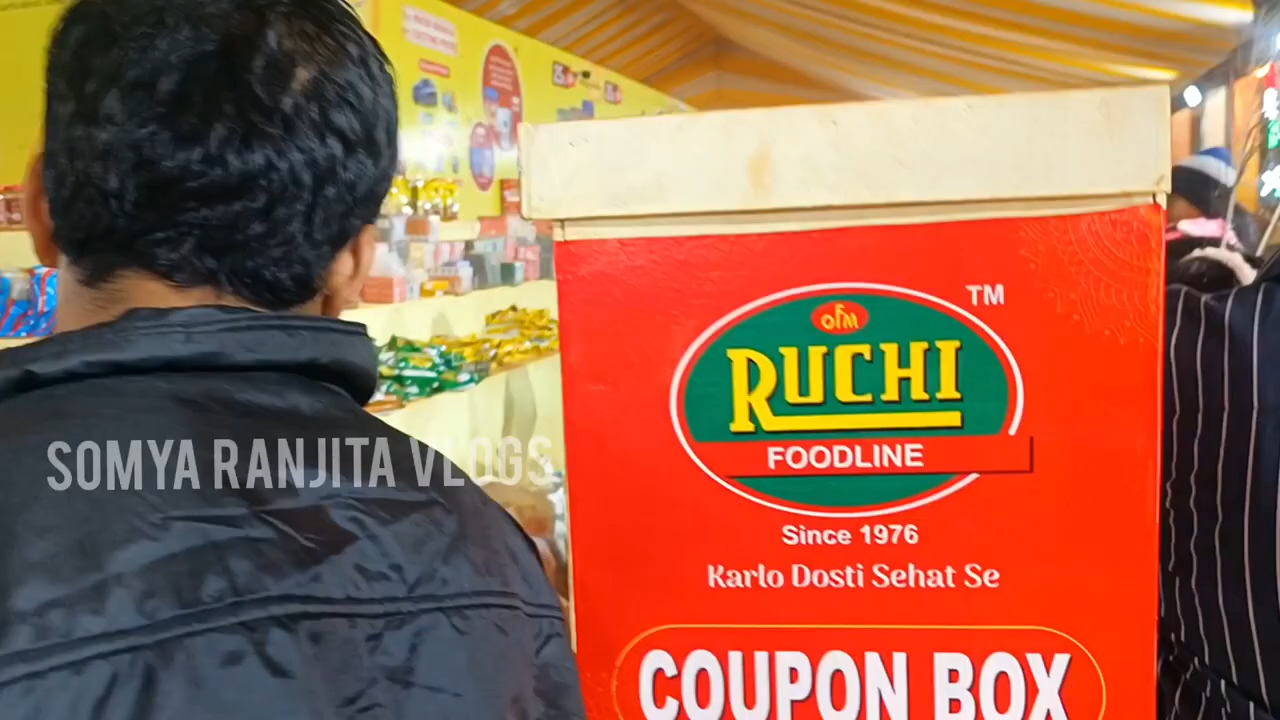 OFM
RUCHI
TM
FOODLINE
Since 1976
Karlo Dosti Sehat Se
COUPON BOX
SOMYA RANJITA VLOGS